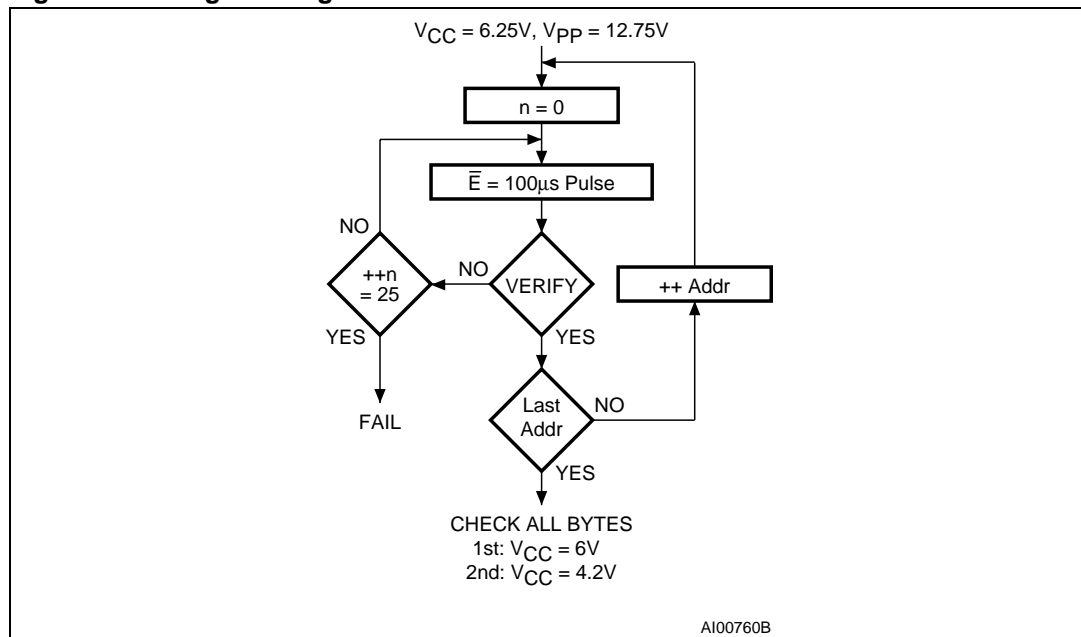 VCC = 6.25V, VPP = 12.75V
n = 0
E̅ = 100μs Pulse
NO
++n
= 25
NO
VERIFY
++ Addr
YES
YES
FAIL
Last
Addr
NO
YES
CHECK ALL BYTES
1st: VCC = 6V
2nd: VCC = 4.2V
AI00760B